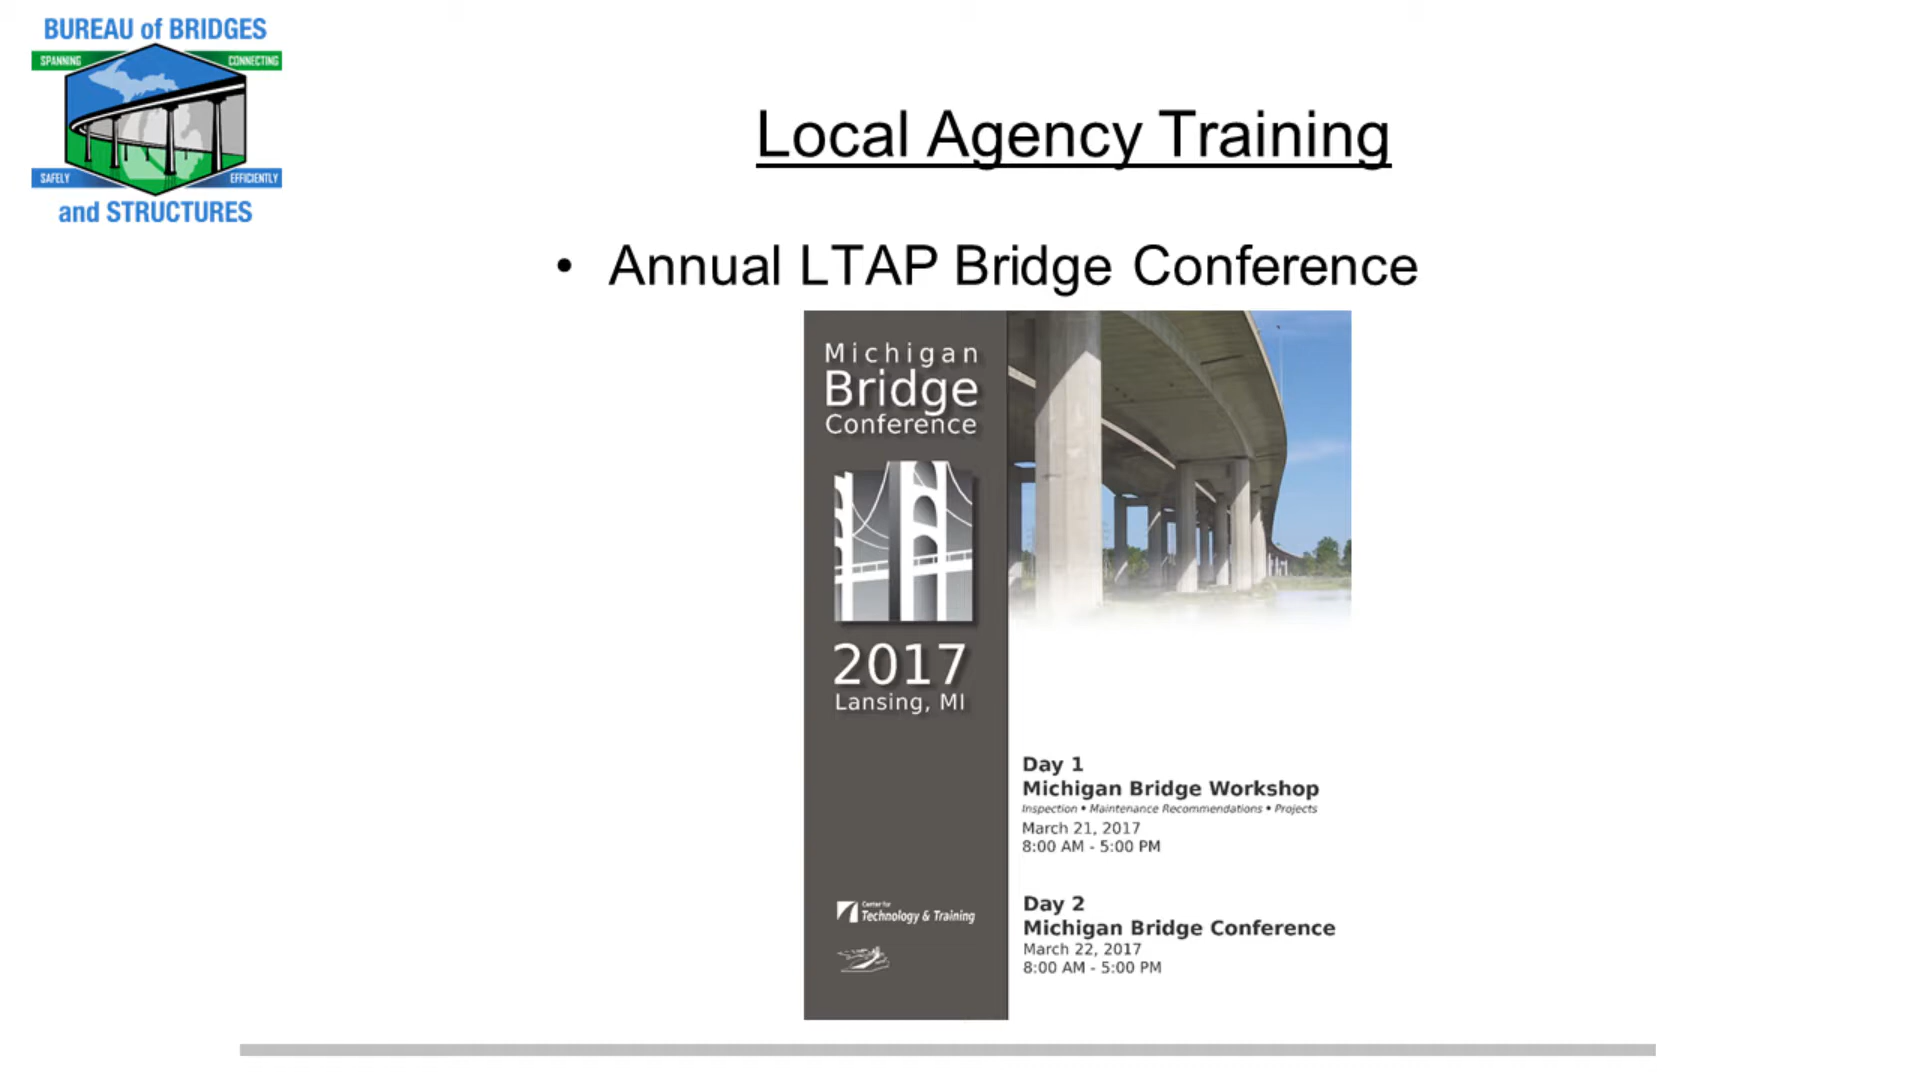 BUREAU of BRIDGES
SPANNING CONNECTING
SAFELY EFFICIENTLY
and STRUCTURES
Local Agency Training
• Annual LTAP Bridge Conference
Michigan
Bridge
Conference
2017
Lansing, MI
Center for
Technology & Training
Day 1
Michigan Bridge Workshop
Inspection • Maintenance Recommendations • Projects
March 21, 2017
8:00 AM - 5:00 PM
Day 2
Michigan Bridge Conference
March 22, 2017
8:00 AM - 5:00 PM